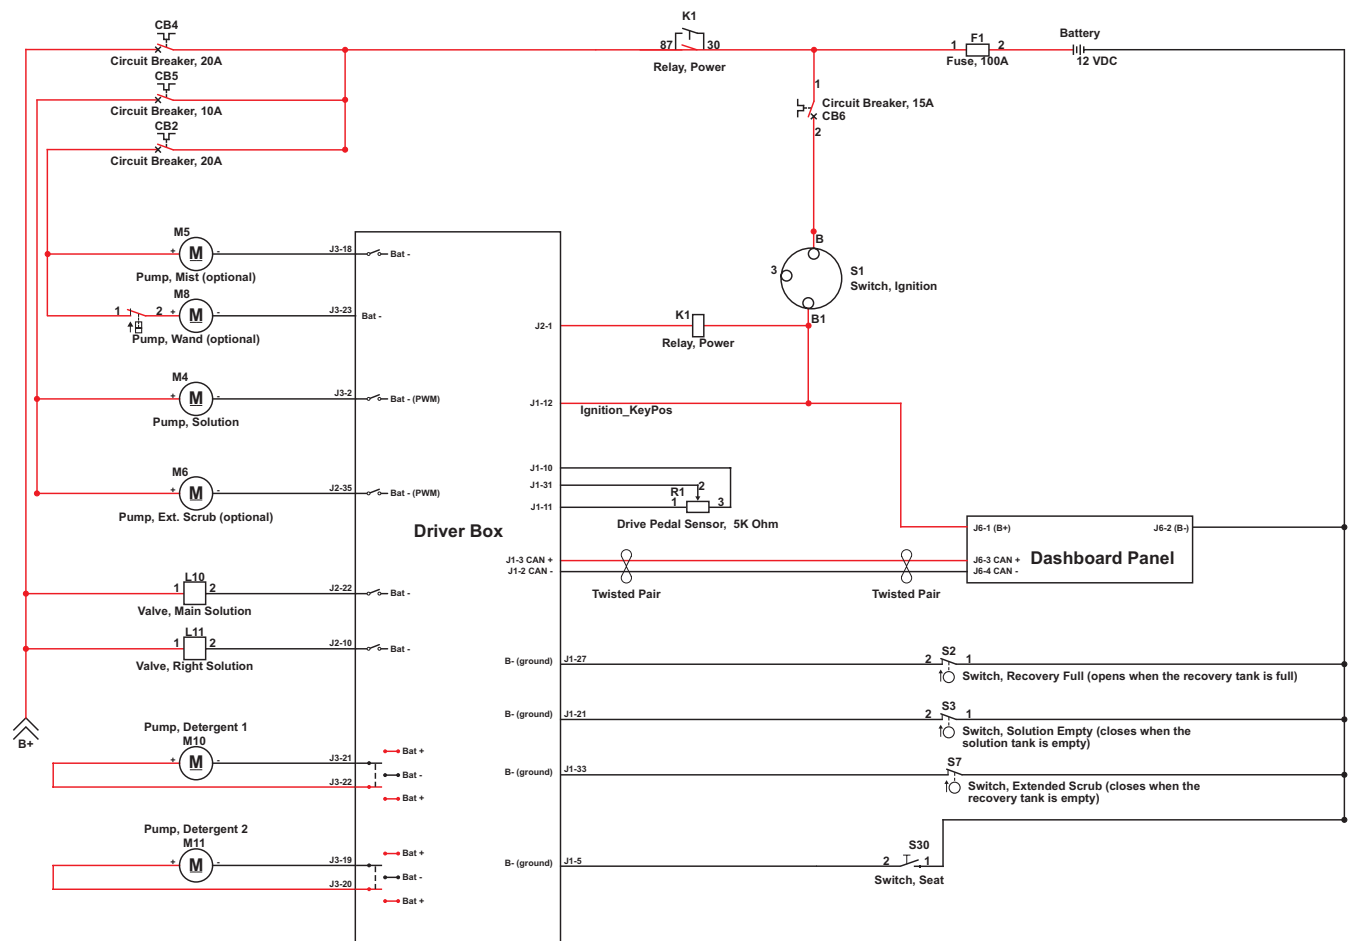 CB4
Circuit Breaker, 20A
CB5
Circuit Breaker, 10A
CB2
Circuit Breaker, 20A
K1
87 30
Relay, Power
1 F1 2
Fuse, 100A
Battery
12 VDC
1
Circuit Breaker, 15A
CB6
2
B
3
S1
Switch, Ignition
B1
M5
+ M -
J3-18
Bat -
Pump, Mist (optional)
M8
1 2 + M -
J3-23
Bat -
Pump, Wand (optional)
J2-1
K1
Relay, Power
M4
+ M -
J3-2
Bat - (PWM)
Pump, Solution
J1-12
Ignition_KeyPos
M6
+ M -
J2-35
Bat - (PWM)
Pump, Ext. Scrub (optional)
J1-10
J1-31
J1-11
R1
1 2 3
Drive Pedal Sensor, 5K Ohm
Driver Box
J6-1 (B+)
J6-2 (B-)
J1-3 CAN +
J1-2 CAN -
J6-3 CAN +
J6-4 CAN -
Dashboard Panel
Twisted Pair
Twisted Pair
L10
1 2
J2-22
Bat -
Valve, Main Solution
L11
1 2
J2-10
Bat -
Valve, Right Solution
B+
B- (ground)
J1-27
S2
2 1
Switch, Recovery Full (opens when the recovery tank is full)
B- (ground)
J1-21
S3
2 1
Switch, Solution Empty (closes when the
solution tank is empty)
B- (ground)
J1-33
S7
Switch, Extended Scrub (closes when the
recovery tank is empty)
Pump, Detergent 1
M10
+ M -
J3-21
J3-22
Bat +
Bat -
Bat +
Pump, Detergent 2
M11
+ M -
J3-19
J3-20
Bat +
Bat -
Bat +
B- (ground)
J1-5
S30
2 1
Switch, Seat